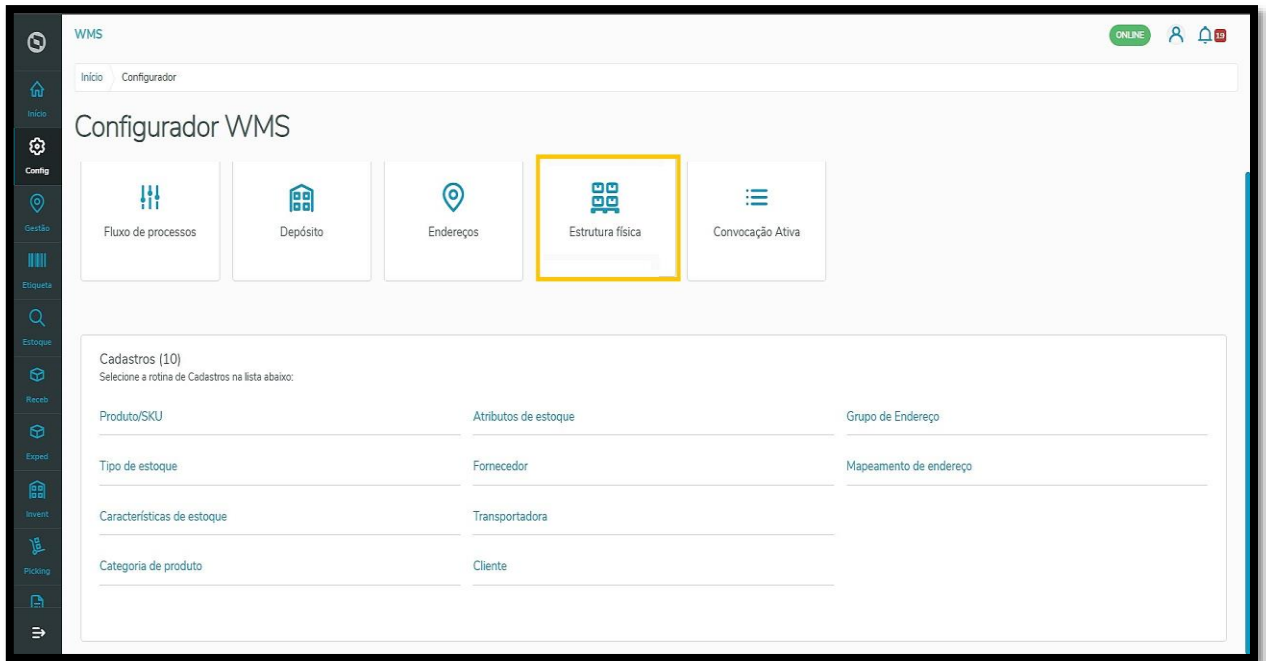 WMS
ONLINE
19
Início Configurador
Configurador WMS
Início
Config
Gestão
Etiqueta
Estoque
Receb
Exped
Invent
Picking
Fluxo de processos
Depósito
Endereços
Estrutura física
Convocação Ativa
Cadastros (10)
Selecione a rotina de Cadastros na lista abaixo:
Produto/SKU
Atributos de estoque
Grupo de Endereço
Tipo de estoque
Fornecedor
Mapeamento de endereço
Características de estoque
Transportadora
Categoria de produto
Cliente